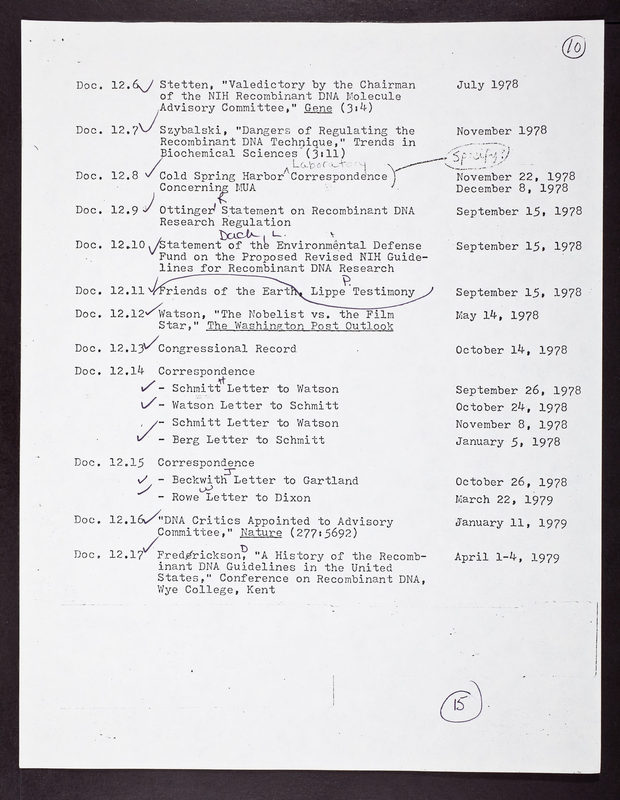 10
Doc. 12.6 ✓ Stetten, "Valedictory by the Chairman July 1978
of the NIH Recombinant DNA Molecule
Advisory Committee," Gene (3:4)
Doc. 12.7 ✓ Szybalski, "Dangers of Regulating the November 1978
Recombinant DNA Technique," Trends in
Biochemical Sciences (3:11)
Laboratory
specify?
Doc. 12.8 ✓ Cold Spring Harbor ^ Correspondence November 22, 1978
Concerning MUA December 8, 1978
R
Doc. 12.9 ✓ Ottinger Statement on Recombinant DNA September 15, 1978
Research Regulation
Dach, L.
Doc. 12.10 ✓ Statement of the Environmental Defense September 15, 1978
Fund on the Proposed Revised NIH Guide-
lines for Recombinant DNA Research
P.
Doc. 12.11 ✓ Friends of the Earth, Lippe Testimony September 15, 1978
Doc. 12.12 ✓ Watson, "The Nobelist vs. the Film May 14, 1978
Star," The Washington Post Outlook
Doc. 12.13 ✓ Congressional Record October 14, 1978
Doc. 12.14 Correspondence
✓ - Schmitt H Letter to Watson September 26, 1978
✓ - Watson Letter to Schmitt October 24, 1978
✓ - Schmitt Letter to Watson November 8, 1978
✓ - Berg Letter to Schmitt January 5, 1978
Doc. 12.15 Correspondence
✓ - Beckwith J Letter to Gartland October 26, 1978
✓ - Rowe W Letter to Dixon March 22, 1979
Doc. 12.16 ✓ "DNA Critics Appointed to Advisory January 11, 1979
Committee," Nature (277:5692)
Doc. 12.17 ✓ Fredrickson, D "A History of the Recomb- April 1-4, 1979
inant DNA Guidelines in the United
States," Conference on Recombinant DNA,
Wye College, Kent
15